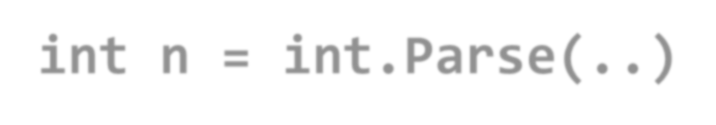 int n = int.Parse(..)